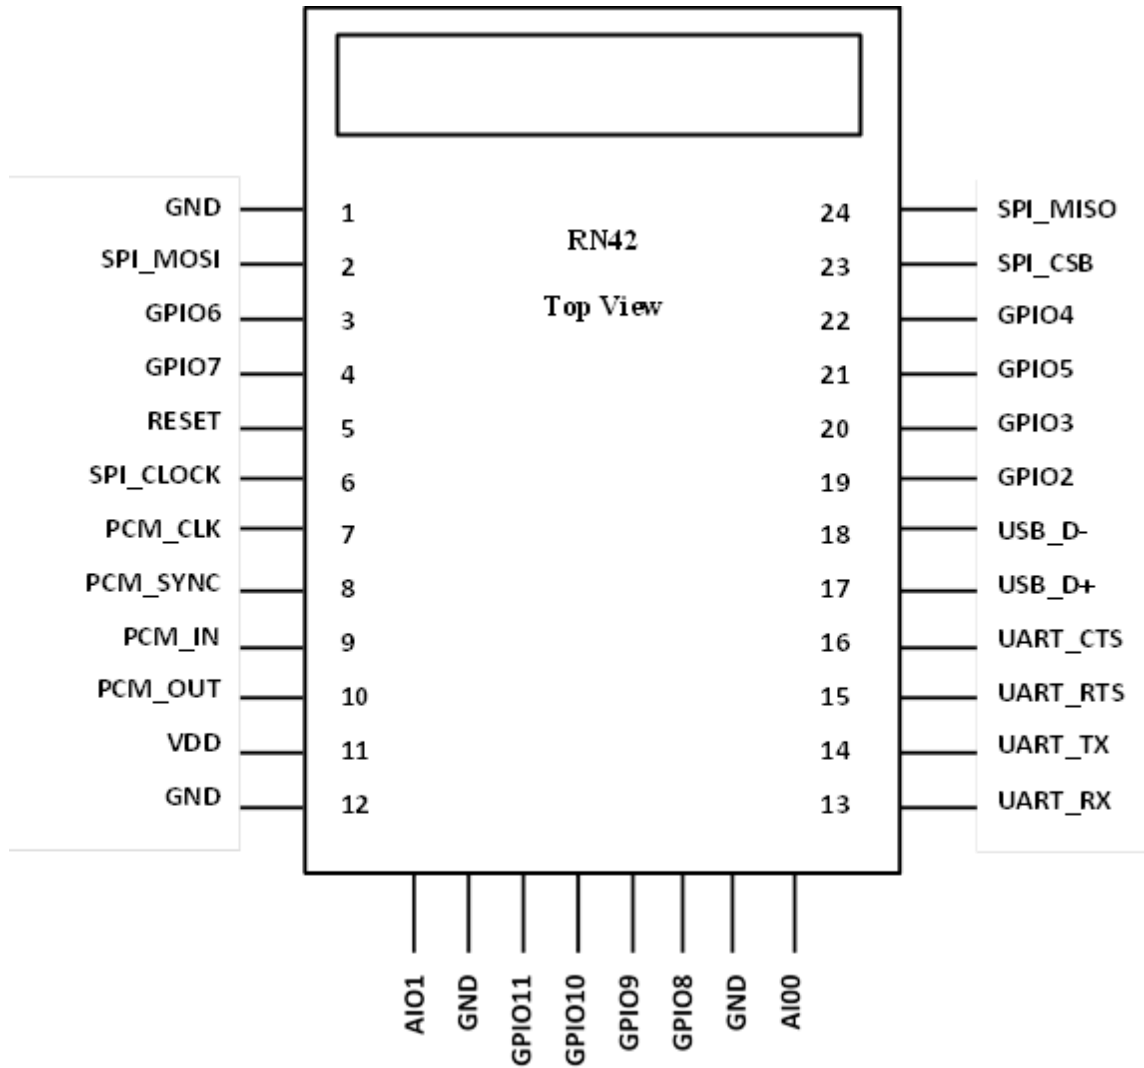 GND 1 RN42 24 SPI_MISO
SPI_MOSI 2 23 SPI_CSB
GPIO6 3 Top View 22 GPIO4
GPIO7 4 21 GPIO5
RESET 5 20 GPIO3
SPI_CLOCK 6 19 GPIO2
PCM_CLK 7 18 USB_D-
PCM_SYNC 8 17 USB_D+
PCM_IN 9 16 UART_CTS
PCM_OUT 10 15 UART_RTS
VDD 11 14 UART_TX
GND 12 13 UART_RX
AIO1
GND
GPIO11
GPIO10
GPIO9
GPIO8
GND
AI00